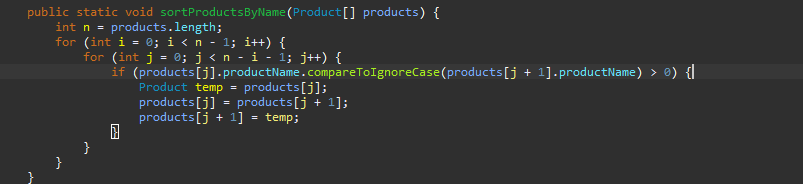 public static void sortProductsByName(Product[] products) {
    int n = products.length;
    for (int i = 0; i < n - 1; i++) {
        for (int j = 0; j < n - i - 1; j++) {
            if (products[j].productName.compareToIgnoreCase(products[j + 1].productName) > 0) {
                Product temp = products[j];
                products[j] = products[j + 1];
                products[j + 1] = temp;
            }
        }
    }
}